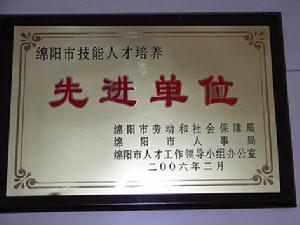 绵阳市技能人才培养
先进单位
绵阳市劳动和社会保障局
绵阳市人事局
绵阳市人才工作领导小组办公室
二00六年二月